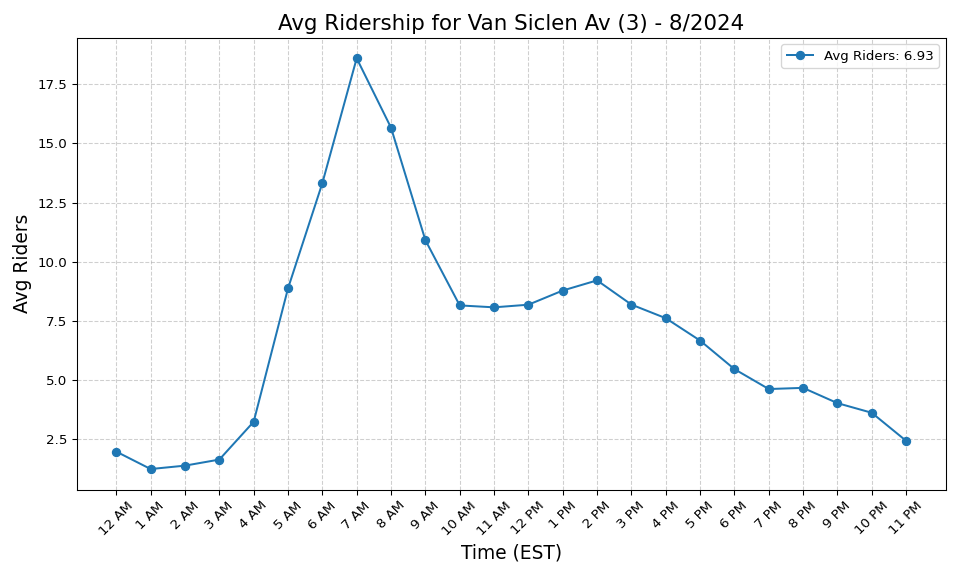 Avg Ridership for Van Siclen Av (3) - 8/2024
Avg Riders: 6.93
Avg Riders
17.5
15.0
12.5
10.0
7.5
5.0
2.5
12 AM
1 AM
2 AM
3 AM
4 AM
5 AM
6 AM
7 AM
8 AM
9 AM
10 AM
11 AM
12 PM
1 PM
2 PM
3 PM
4 PM
5 PM
6 PM
7 PM
8 PM
9 PM
10 PM
11 PM
Time (EST)